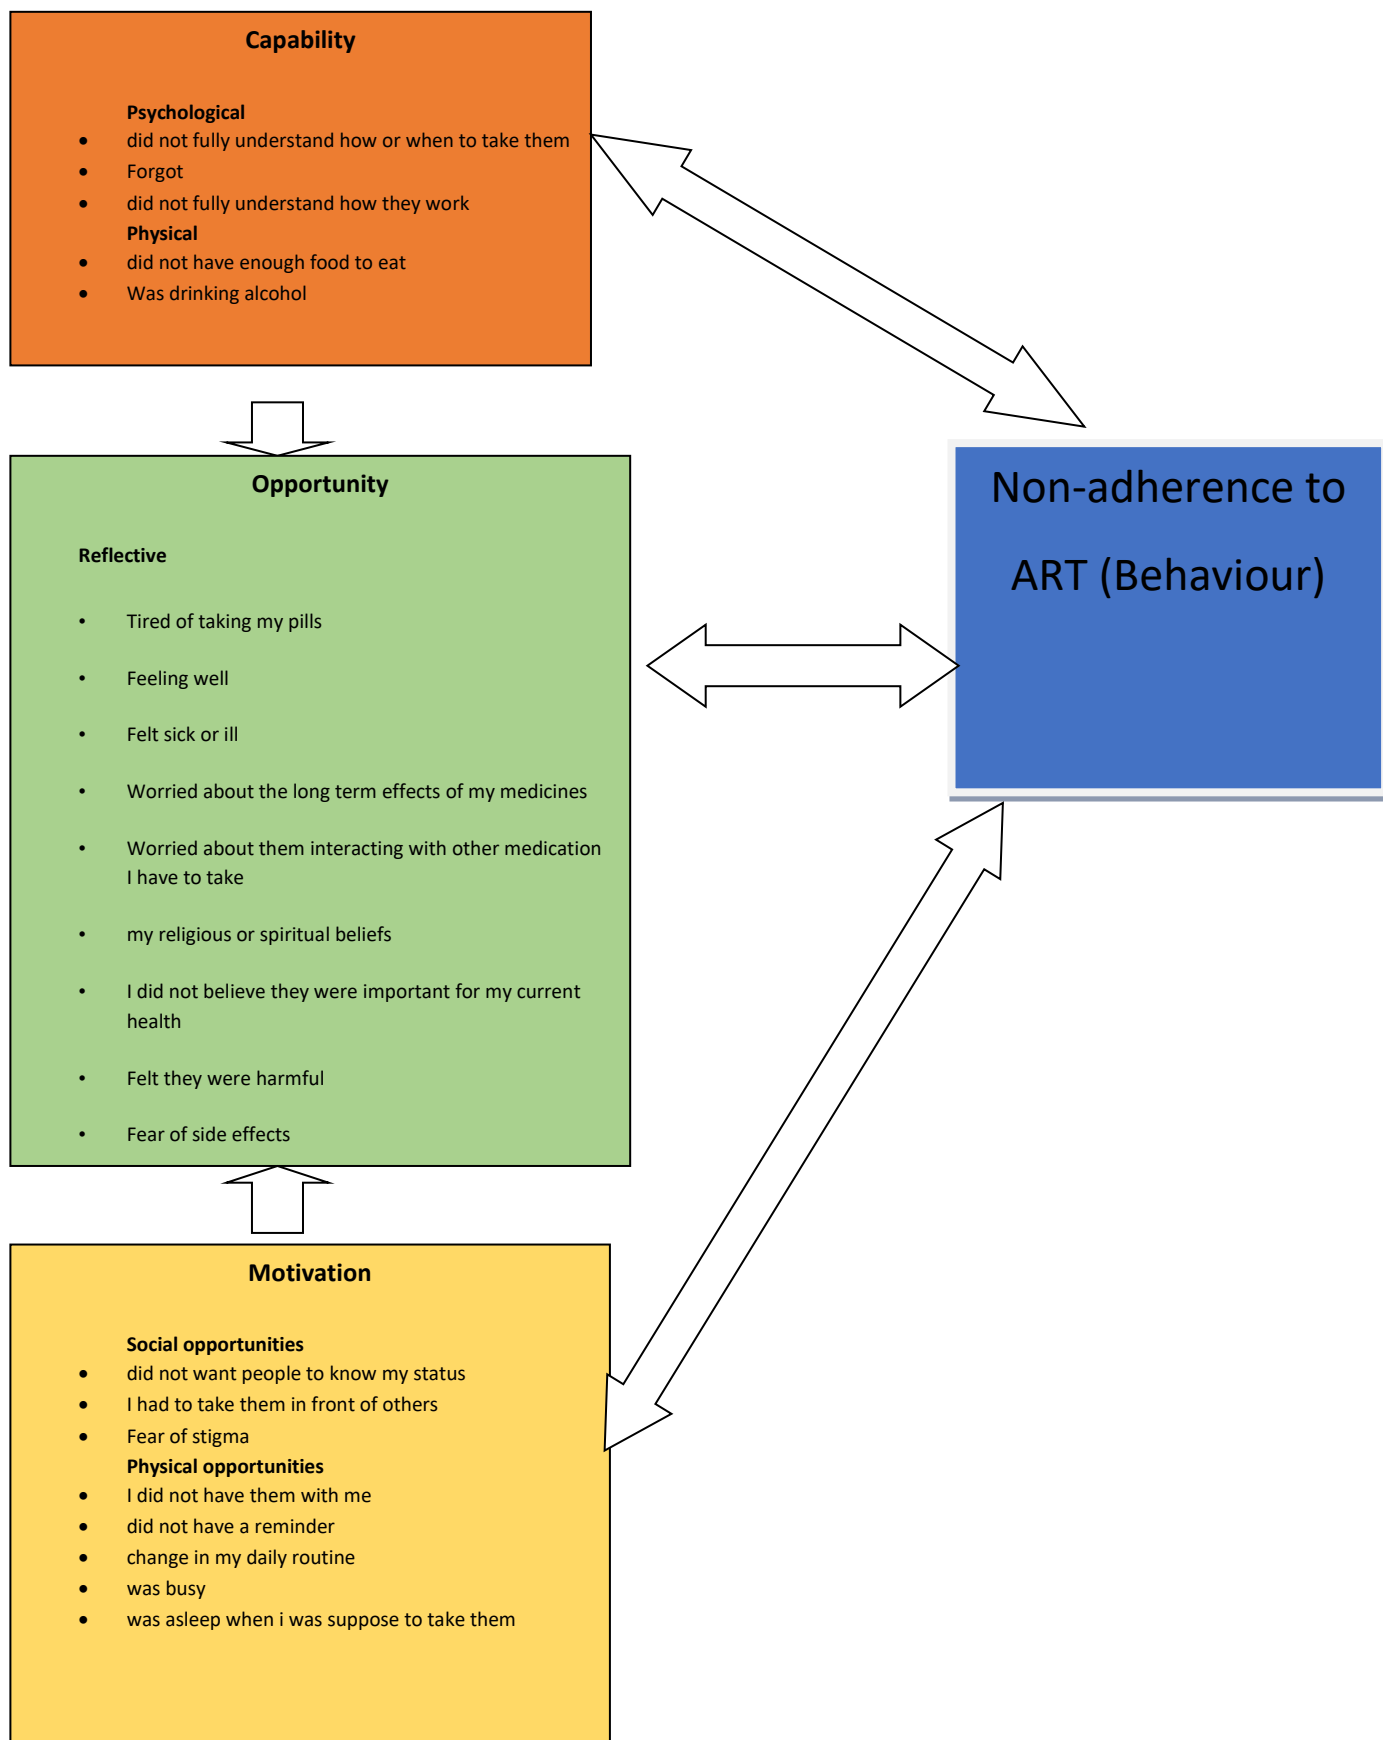 Capability
Psychological
• did not fully understand how or when to take them
• Forgot
• did not fully understand how they work
Physical
• did not have enough food to eat
• Was drinking alcohol
Opportunity
Reflective
• Tired of taking my pills
• Feeling well
• Felt sick or ill
• Worried about the long term effects of my medicines
• Worried about them interacting with other medication
I have to take
• my religious or spiritual beliefs
• I did not believe they were important for my current
health
• Felt they were harmful
• Fear of side effects
Motivation
Social opportunities
• did not want people to know my status
• I had to take them in front of others
• Fear of stigma
Physical opportunities
• I did not have them with me
• did not have a reminder
• change in my daily routine
• was busy
• was asleep when i was suppose to take them
Non-adherence to
ART (Behaviour)